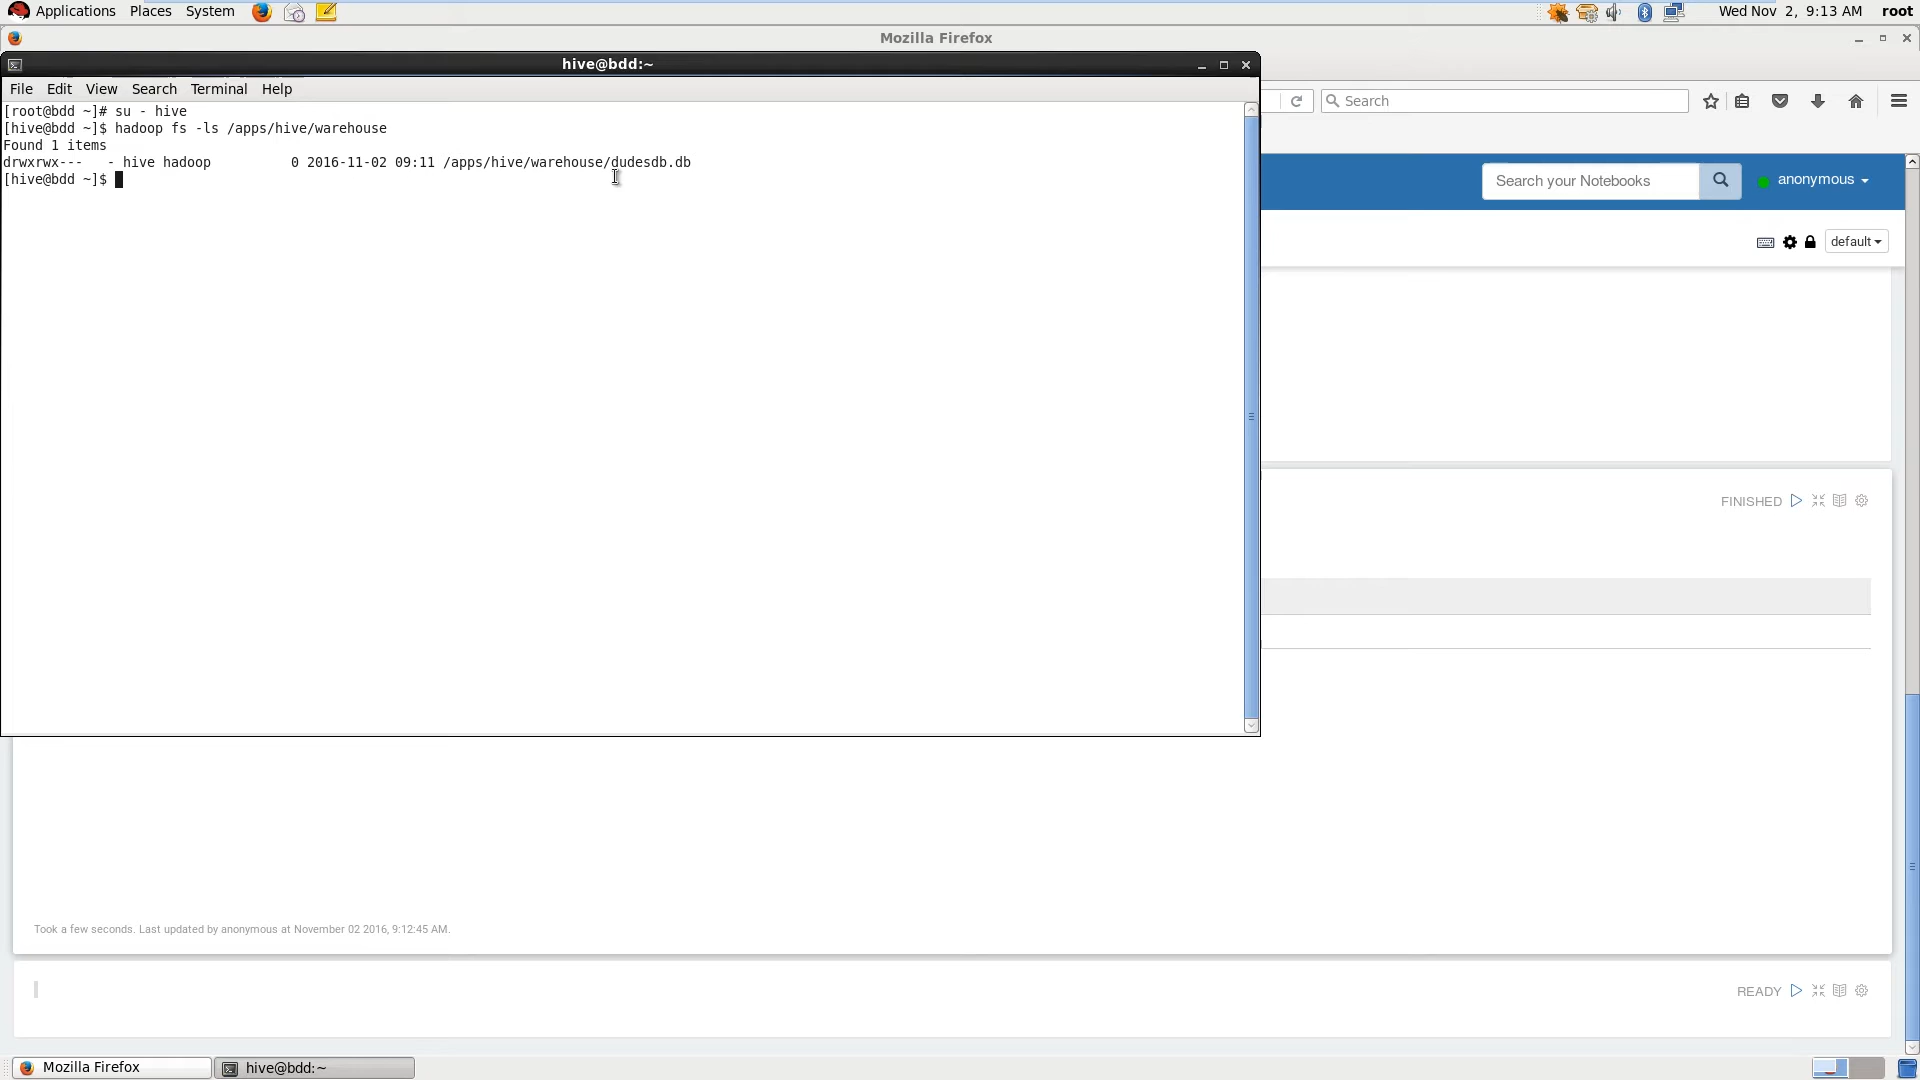 Applications Places System Wed Nov 2, 9:13 AM root
Mozilla Firefox
hive@bdd:~
File Edit View Search Terminal Help
Search
[root@bdd ~]# su - hive
[hive@bdd ~]$ hadoop fs -ls /apps/hive/warehouse
Found 1 items
drwxrwx--- - hive hadoop 0 2016-11-02 09:11 /apps/hive/warehouse/dudesdb.db
[hive@bdd ~]$
Search your Notebooks anonymous
default
FINISHED
Took a few seconds. Last updated by anonymous at November 02 2016, 9:12:45 AM.
READY
Mozilla Firefox hive@bdd:~